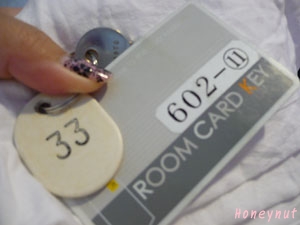 602-⑪
33
ROOM CARD KEY
Honeynut